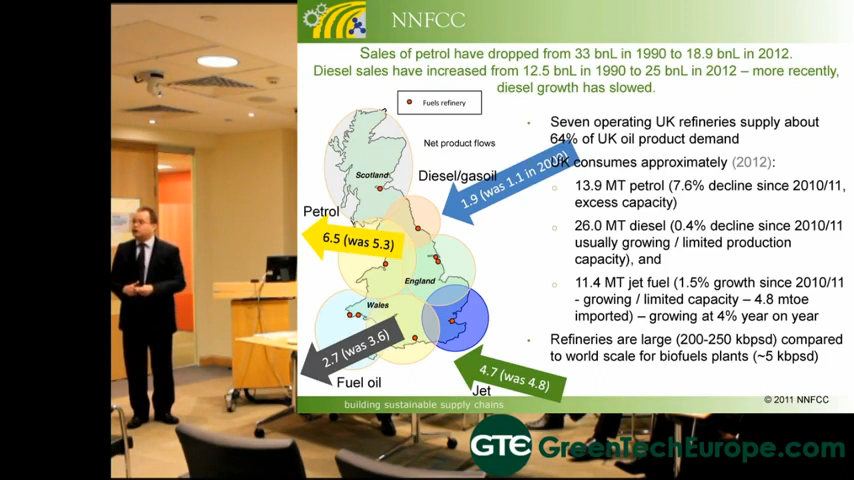 NNFCC
Sales of petrol have dropped from 33 bnL in 1990 to 18.9 bnL in 2012.
Diesel sales have increased from 12.5 bnL in 1990 to 25 bnL in 2012 – more recently,
diesel growth has slowed.
Fuels refinery
Net product flows
Scotland
Diesel/gasoil
1.9 (was 1.1 in 2009)
Petrol
6.5 (was 5.3)
England
Wales
2.7 (was 3.6)
Fuel oil
4.7 (was 4.8)
Jet
• Seven operating UK refineries supply about
64% of UK oil product demand
UK consumes approximately (2012):
13.9 MT petrol (7.6% decline since 2010/11,
excess capacity)
26.0 MT diesel (0.4% decline since 2010/11
usually growing / limited production
capacity), and
11.4 MT jet fuel (1.5% growth since 2010/11
- growing / limited capacity – 4.8 mtoe
imported) – growing at 4% year on year
• Refineries are large (200-250 kbpsd) compared
to world scale for biofuels plants (~5 kbpsd)
building sustainable supply chains
© 2011 NNFCC
GTE GreenTechEurope.com